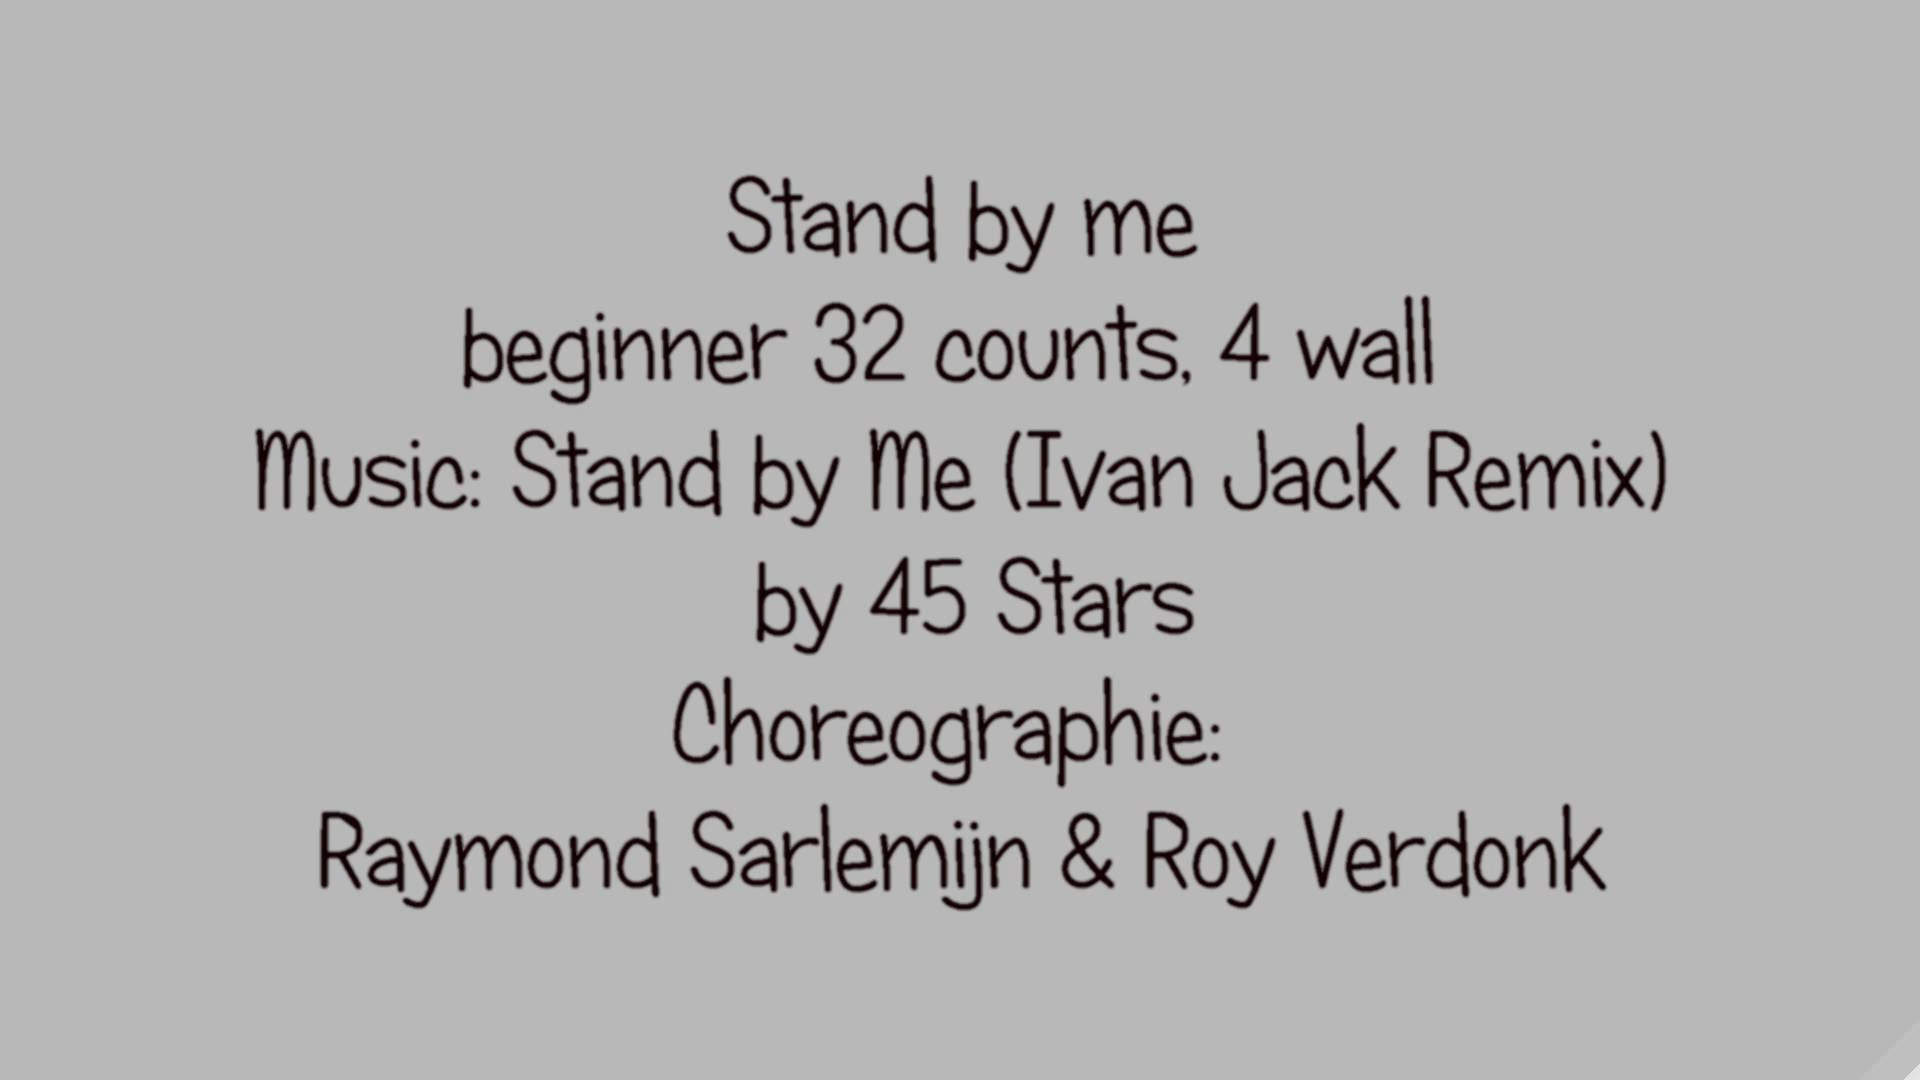 Stand by me
beginner 32 counts, 4 wall
Music: Stand by Me (Ivan Jack Remix)
by 45 Stars
Choreographie:
Raymond Sarlemijn & Roy Verdonk